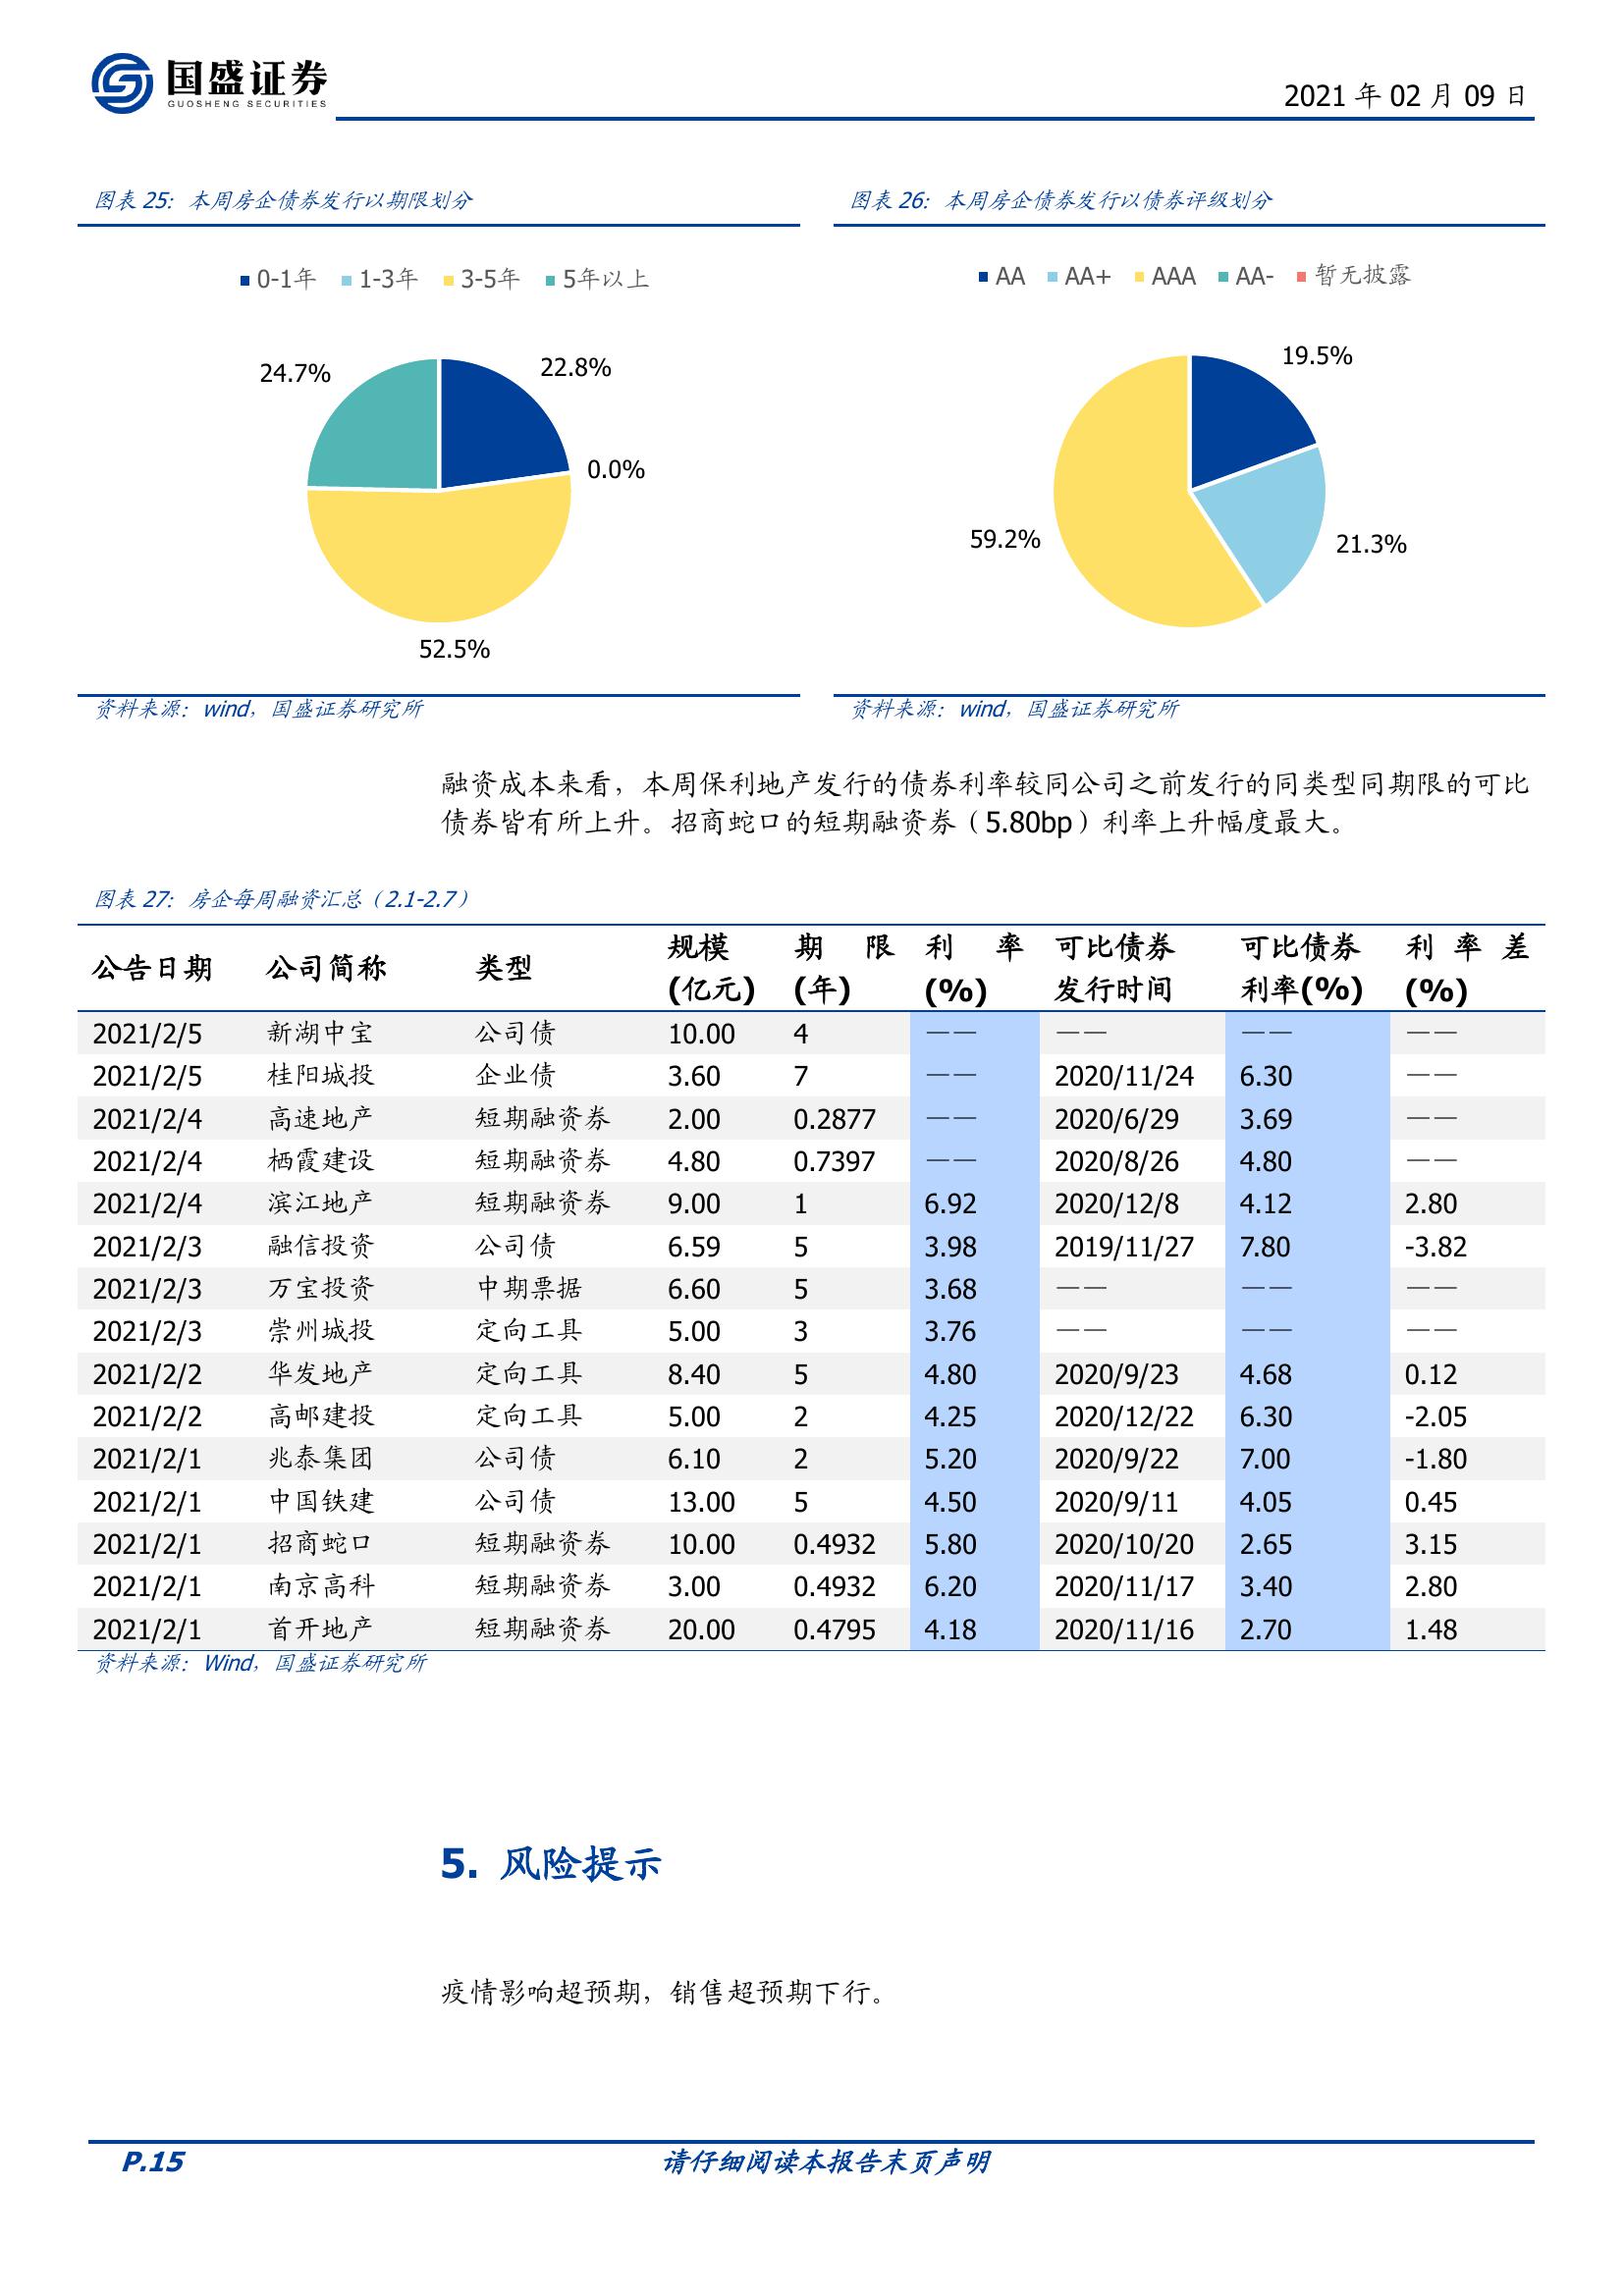 国盛证券
GUOSHENG SECURITIES
2021 年 02 月 09 日
图表 25：本周房企债券发行以期限划分
0-1年 1-3年 3-5年 5年以上
24.7%
22.8%
0.0%
52.5%
资料来源：wind，国盛证券研究所
图表 26：本周房企债券发行以债券评级划分
AA AA+ AAA AA- 暂无披露
19.5%
59.2%
21.3%
资料来源：wind，国盛证券研究所
融资成本来看，本周保利地产发行的债券利率较同公司之前发行的同类型同期限的可比
债券皆有所上升。招商蛇口的短期融资券（5.80bp）利率上升幅度最大。
图表 27：房企每周融资汇总（2.1-2.7）
公告日期 公司简称 类型 规模(亿元) 期限(年) 利率(%) 可比债券发行时间 可比债券利率(%) 利率差(%)
2021/2/5 新湖中宝 公司债 10.00 4 —— —— —— ——
2021/2/5 桂阳城投 企业债 3.60 7 —— 2020/11/24 6.30 ——
2021/2/4 高速地产 短期融资券 2.00 0.2877 —— 2020/6/29 3.69 ——
2021/2/4 栖霞建设 短期融资券 4.80 0.7397 —— 2020/8/26 4.80 ——
2021/2/4 滨江地产 短期融资券 9.00 1 6.92 2020/12/8 4.12 2.80
2021/2/3 融信投资 公司债 6.59 5 3.98 2019/11/27 7.80 -3.82
2021/2/3 万宝投资 中期票据 6.60 5 3.68 —— —— ——
2021/2/3 崇州城投 定向工具 5.00 3 3.76 —— —— ——
2021/2/2 华发地产 定向工具 8.40 5 4.80 2020/9/23 4.68 0.12
2021/2/2 高邮建投 定向工具 5.00 2 4.25 2020/12/22 6.30 -2.05
2021/2/1 兆泰集团 公司债 6.10 2 5.20 2020/9/22 7.00 -1.80
2021/2/1 中国铁建 公司债 13.00 5 4.50 2020/9/11 4.05 0.45
2021/2/1 招商蛇口 短期融资券 10.00 0.4932 5.80 2020/10/20 2.65 3.15
2021/2/1 南京高科 短期融资券 3.00 0.4932 6.20 2020/11/17 3.40 2.80
2021/2/1 首开地产 短期融资券 20.00 0.4795 4.18 2020/11/16 2.70 1.48
资料来源：Wind，国盛证券研究所
5. 风险提示
疫情影响超预期，销售超预期下行。
P.15 请仔细阅读本报告末页声明